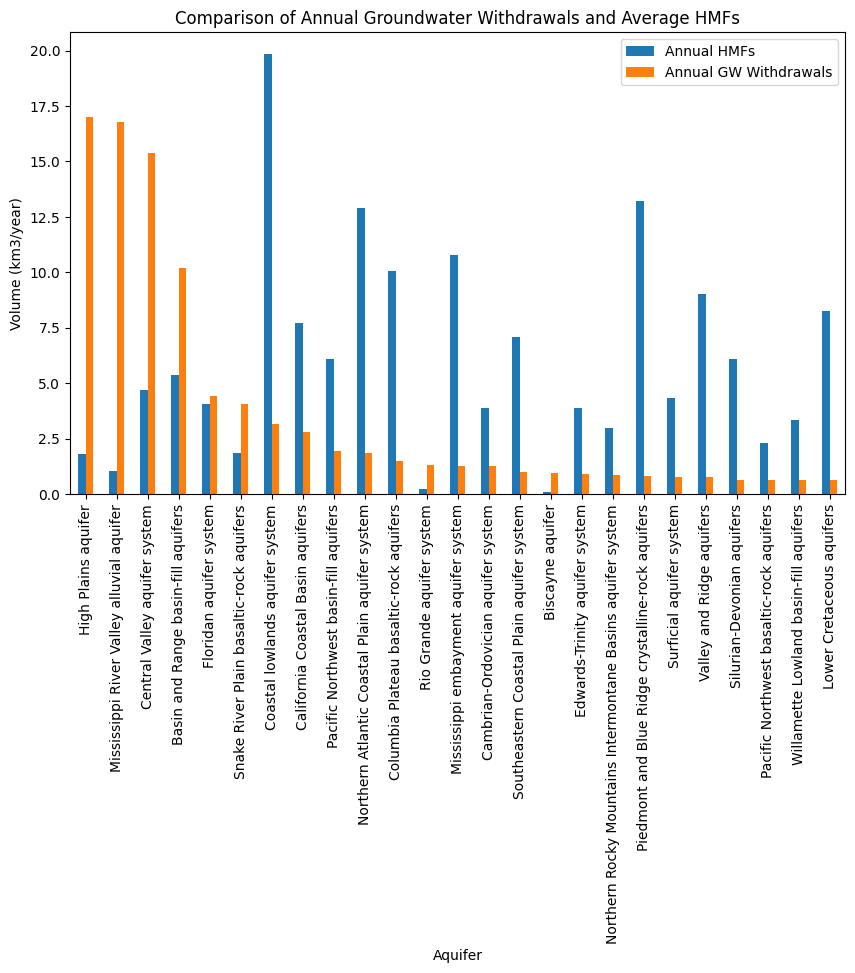 Comparison of Annual Groundwater Withdrawals and Average HMFs
Annual HMFs
Annual GW Withdrawals
Volume (km3/year)
20.0
17.5
15.0
12.5
10.0
7.5
5.0
2.5
0.0
High Plains aquifer
Mississippi River Valley alluvial aquifer
Central Valley aquifer system
Basin and Range basin-fill aquifers
Floridan aquifer system
Snake River Plain basaltic-rock aquifers
Coastal lowlands aquifer system
California Coastal Basin aquifers
Pacific Northwest basin-fill aquifers
Northern Atlantic Coastal Plain aquifer system
Columbia Plateau basaltic-rock aquifers
Rio Grande aquifer system
Mississippi embayment aquifer system
Cambrian-Ordovician aquifer system
Southeastern Coastal Plain aquifer system
Biscayne aquifer
Edwards-Trinity aquifer system
Northern Rocky Mountains Intermontane Basins aquifer system
Piedmont and Blue Ridge crystalline-rock aquifers
Surficial aquifer system
Valley and Ridge aquifers
Silurian-Devonian aquifers
Pacific Northwest basaltic-rock aquifers
Willamette Lowland basin-fill aquifers
Lower Cretaceous aquifers
Aquifer